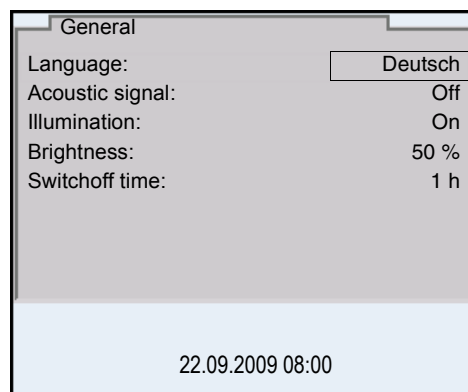 General
Language: Deutsch
Acoustic signal: Off
Illumination: On
Brightness: 50 %
Switchoff time: 1 h
22.09.2009 08:00